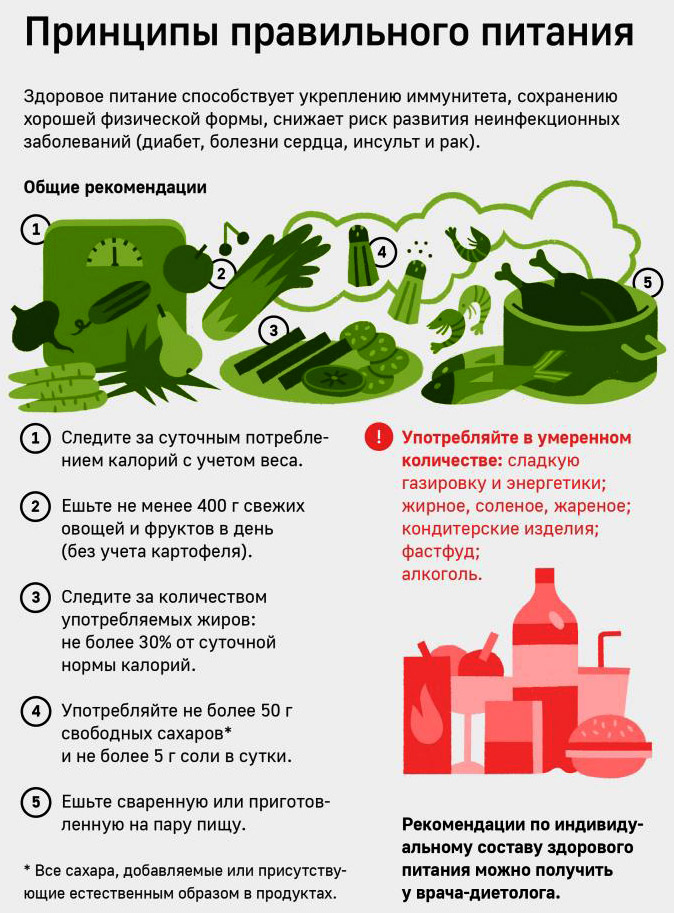 Принципы правильного питания
Здоровое питание способствует укреплению иммунитета, сохранению
хорошей физической формы, снижает риск развития неинфекционных
заболеваний (диабет, болезни сердца, инсульт и рак).
Общие рекомендации
1
2
3
4
5
1 Следите за суточным потребле-
нием калорий с учетом веса.
2 Ешьте не менее 400 г свежих
овощей и фруктов в день
(без учета картофеля).
3 Следите за количеством
употребляемых жиров:
не более 30% от суточной
нормы калорий.
4 Употребляйте не более 50 г
свободных сахаров*
и не более 5 г соли в сутки.
5 Ешьте сваренную или приготов-
ленную на пару пищу.
* Все сахара, добавляемые или присутству-
ющие естественным образом в продуктах.
! Употребляйте в умеренном
количестве: сладкую
газировку и энергетики;
жирное, соленое, жареное;
кондитерские изделия;
фастфуд;
алкоголь.
Рекомендации по индивиду-
альному составу здорового
питания можно получить
у врача-диетолога.